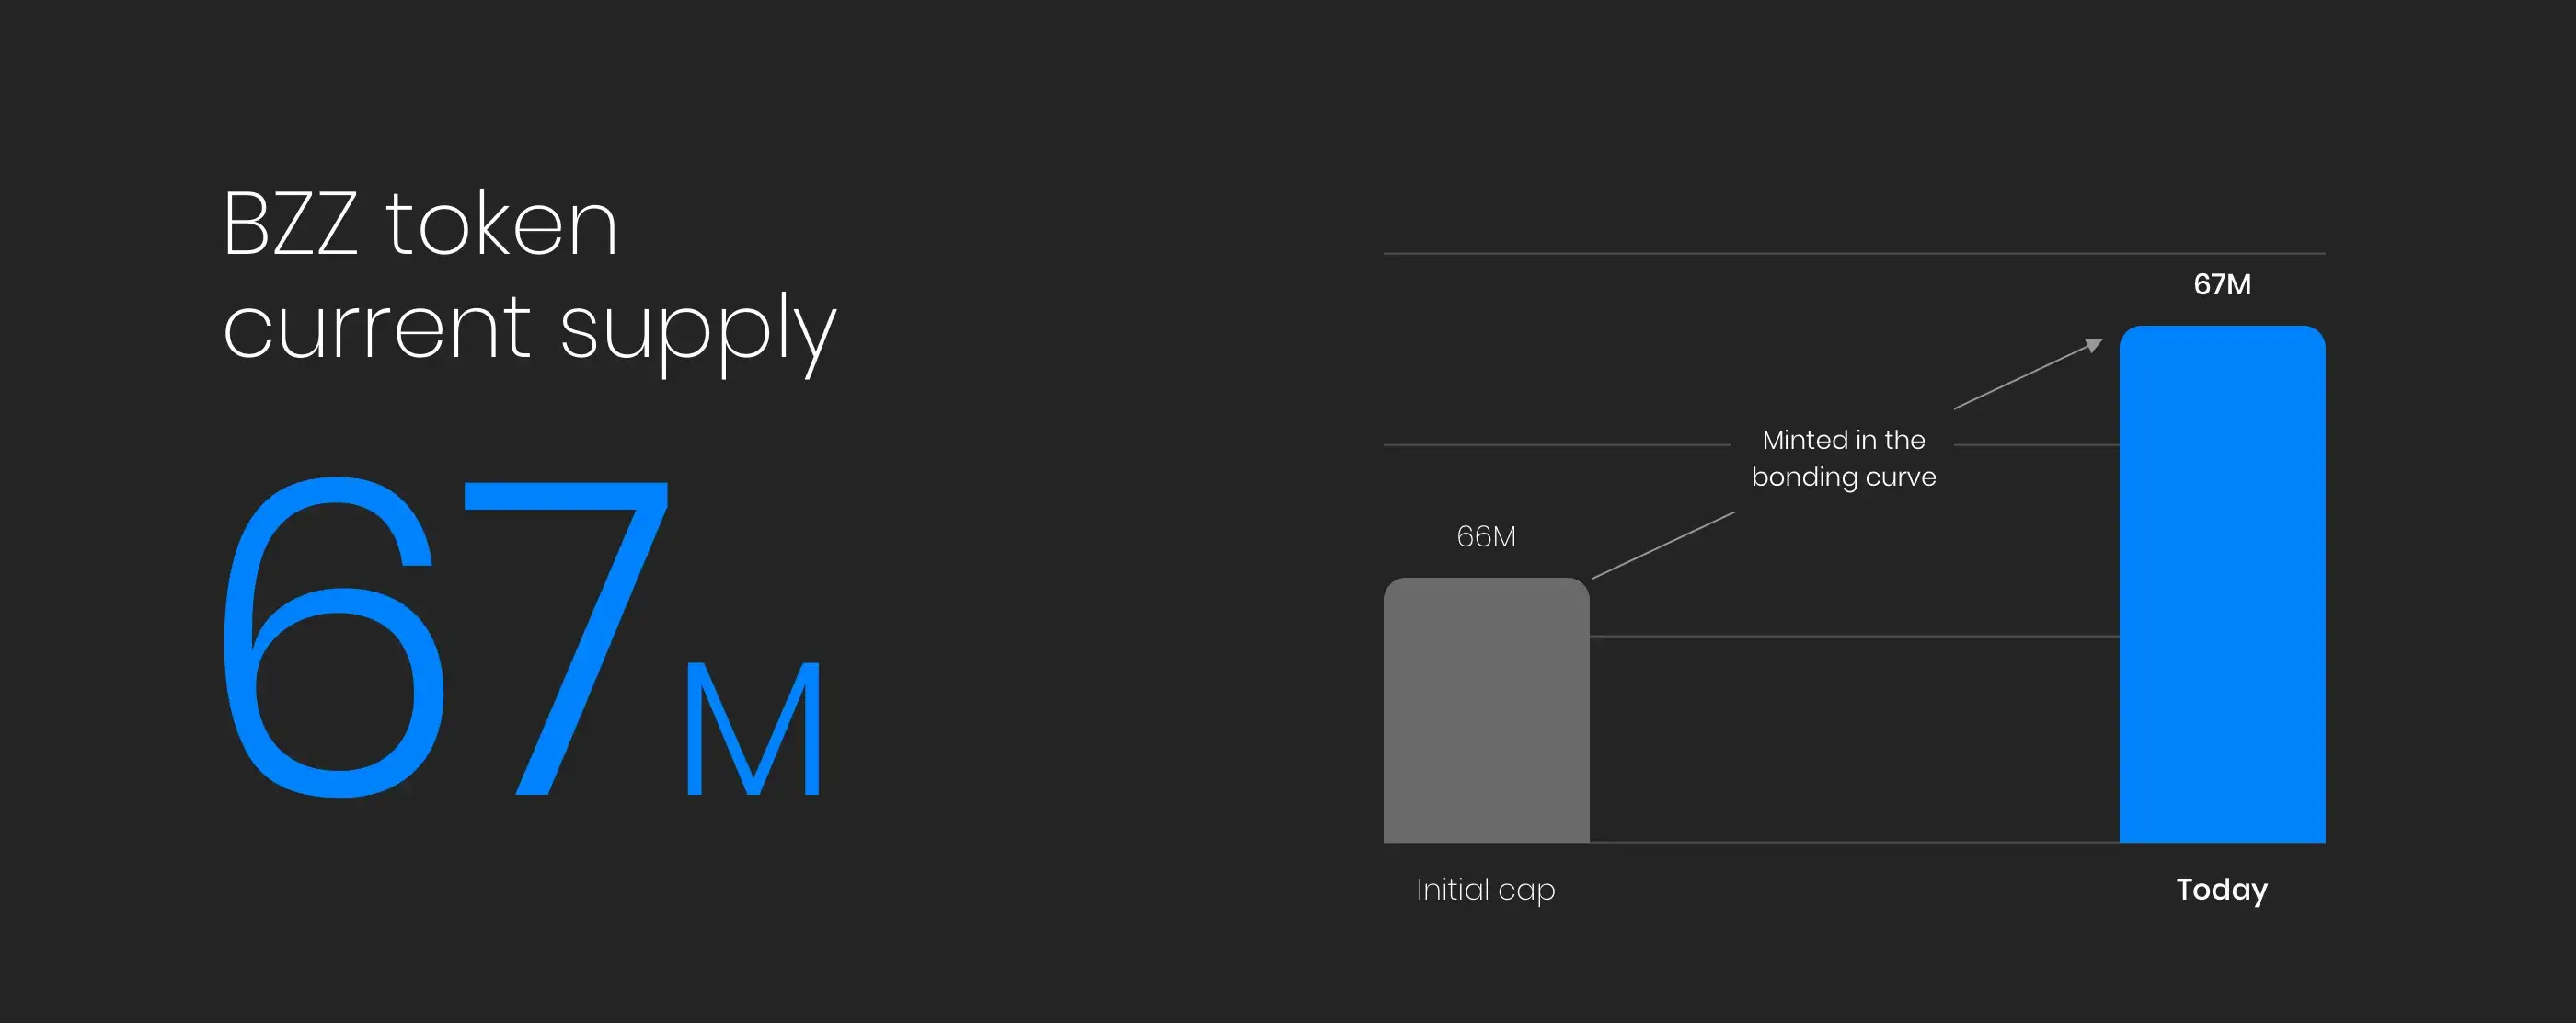 BZZ token
current supply
67M
67M
Minted in the
bonding curve
66M
Initial cap
Today